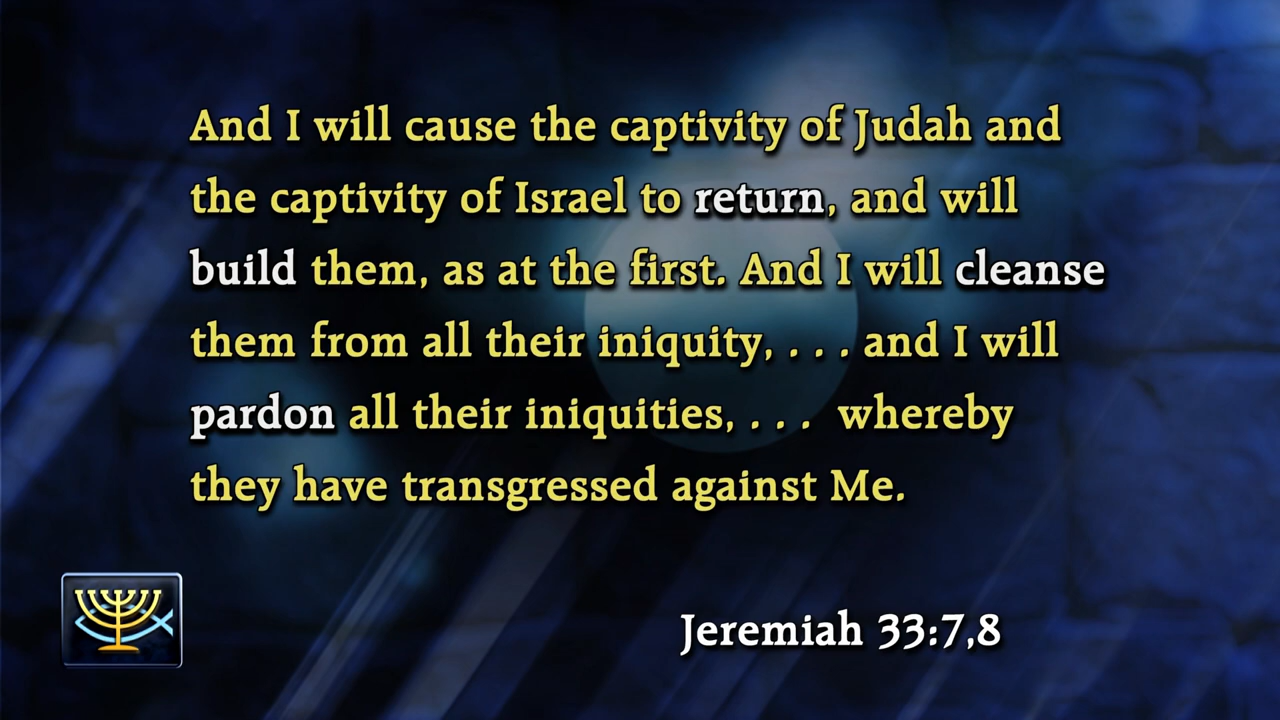 And I will cause the captivity of Judah and
the captivity of Israel to return, and will
build them, as at the first. And I will cleanse
them from all their iniquity, . . . and I will
pardon all their iniquities, . . .  whereby
they have transgressed against Me.
Jeremiah 33:7,8